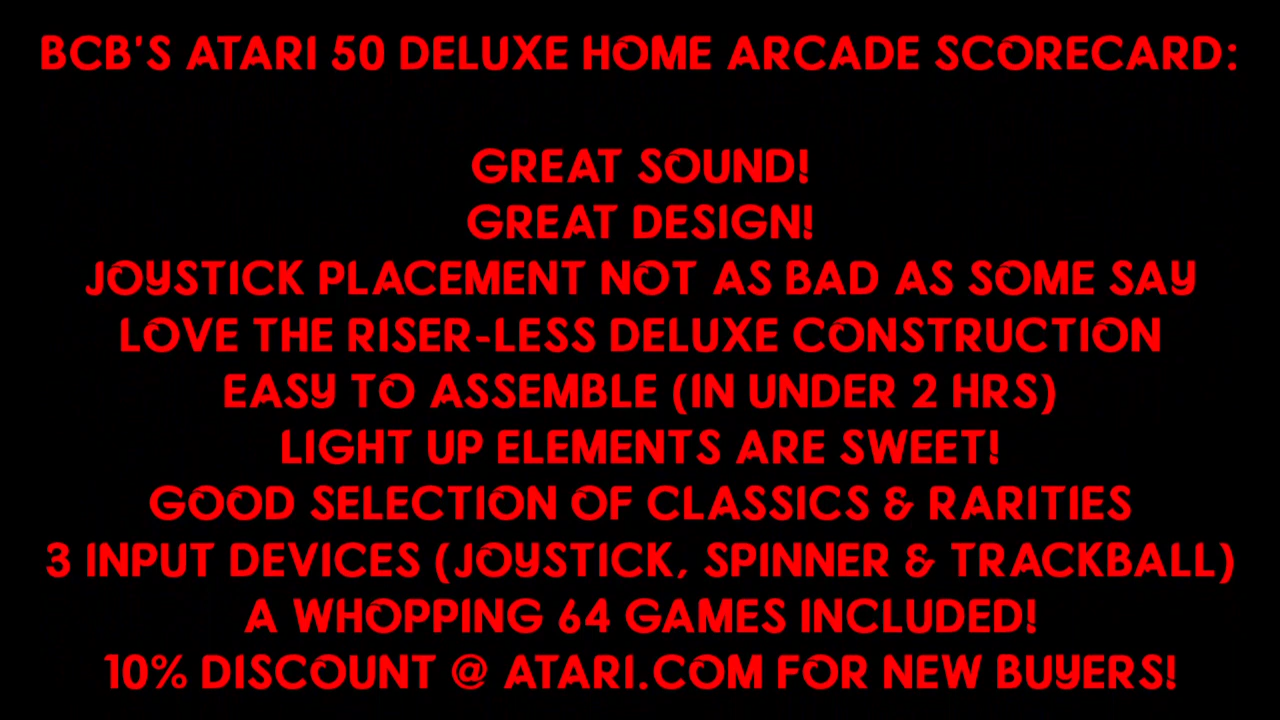 BCB'S ATARI 50 DELUXE HOME ARCADE SCORECARD:
GREAT SOUND!
GREAT DESIGN!
JOYSTICK PLACEMENT NOT AS BAD AS SOME SAY
LOVE THE RISER-LESS DELUXE CONSTRUCTION
EASY TO ASSEMBLE (IN UNDER 2 HRS)
LIGHT UP ELEMENTS ARE SWEET!
GOOD SELECTION OF CLASSICS & RARITIES
3 INPUT DEVICES (JOYSTICK, SPINNER & TRACKBALL)
A WHOPPING 64 GAMES INCLUDED!
10% DISCOUNT @ ATARI.COM FOR NEW BUYERS!